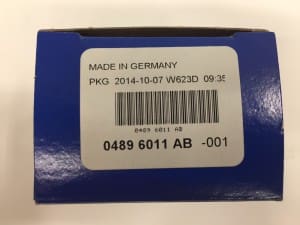 MADE IN GERMANY
PKG 2014-10-07 W623D 09:35
0489 6011 AB
0489 6011 AB -001